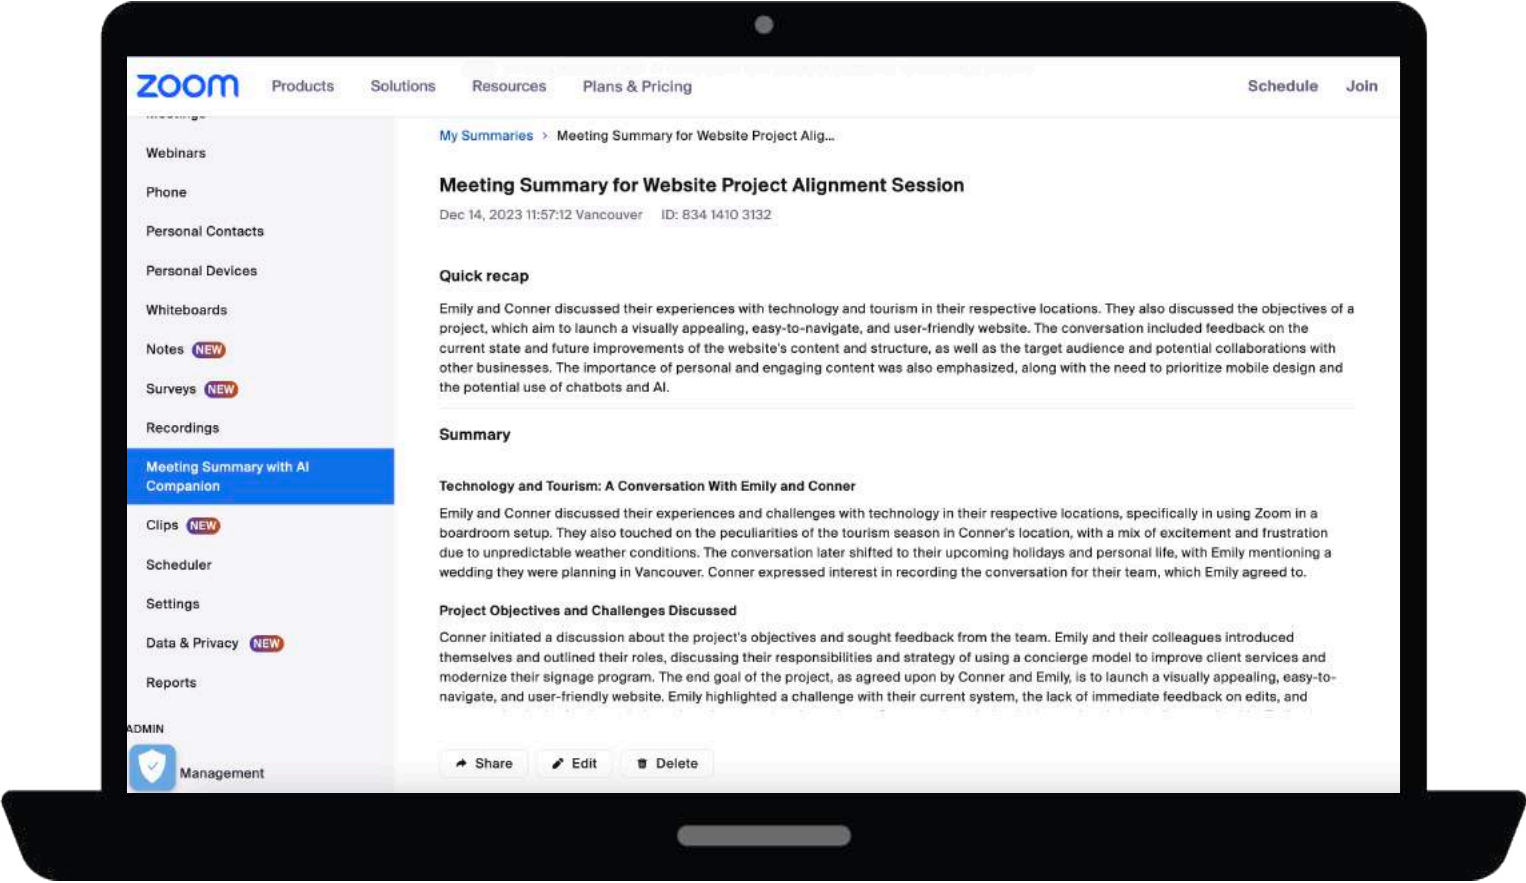 zoom
Products
Solutions
Resources
Plans & Pricing
Schedule
Join
Webinars
Phone
Personal Contacts
Personal Devices
Whiteboards
Notes NEW
Surveys NEW
Recordings
Meeting Summary with AI
Companion
Clips NEW
Scheduler
Settings
Data & Privacy NEW
Reports
ADMIN
Management
My Summaries > Meeting Summary for Website Project Alig...
Meeting Summary for Website Project Alignment Session
Dec 14, 2023 11:57:12 Vancouver ID: 834 1410 3132
Quick recap
Emily and Conner discussed their experiences with technology and tourism in their respective locations. They also discussed the objectives of a
project, which aim to launch a visually appealing, easy-to-navigate, and user-friendly website. The conversation included feedback on the
current state and future improvements of the website's content and structure, as well as the target audience and potential collaborations with
other businesses. The importance of personal and engaging content was also emphasized, along with the need to prioritize mobile design and
the potential use of chatbots and AI.
Summary
Technology and Tourism: A Conversation With Emily and Conner
Emily and Conner discussed their experiences and challenges with technology in their respective locations, specifically in using Zoom in a
boardroom setup. They also touched on the peculiarities of the tourism season in Conner's location, with a mix of excitement and frustration
due to unpredictable weather conditions. The conversation later shifted to their upcoming holidays and personal life, with Emily mentioning a
wedding they were planning in Vancouver. Conner expressed interest in recording the conversation for their team, which Emily agreed to.
Project Objectives and Challenges Discussed
Conner initiated a discussion about the project's objectives and sought feedback from the team. Emily and their colleagues introduced
themselves and outlined their roles, discussing their responsibilities and strategy of using a concierge model to improve client services and
modernize their signage program. The end goal of the project, as agreed upon by Conner and Emily, is to launch a visually appealing, easy-to-
navigate, and user-friendly website. Emily highlighted a challenge with their current system, the lack of immediate feedback on edits, and
Share
Edit
Delete